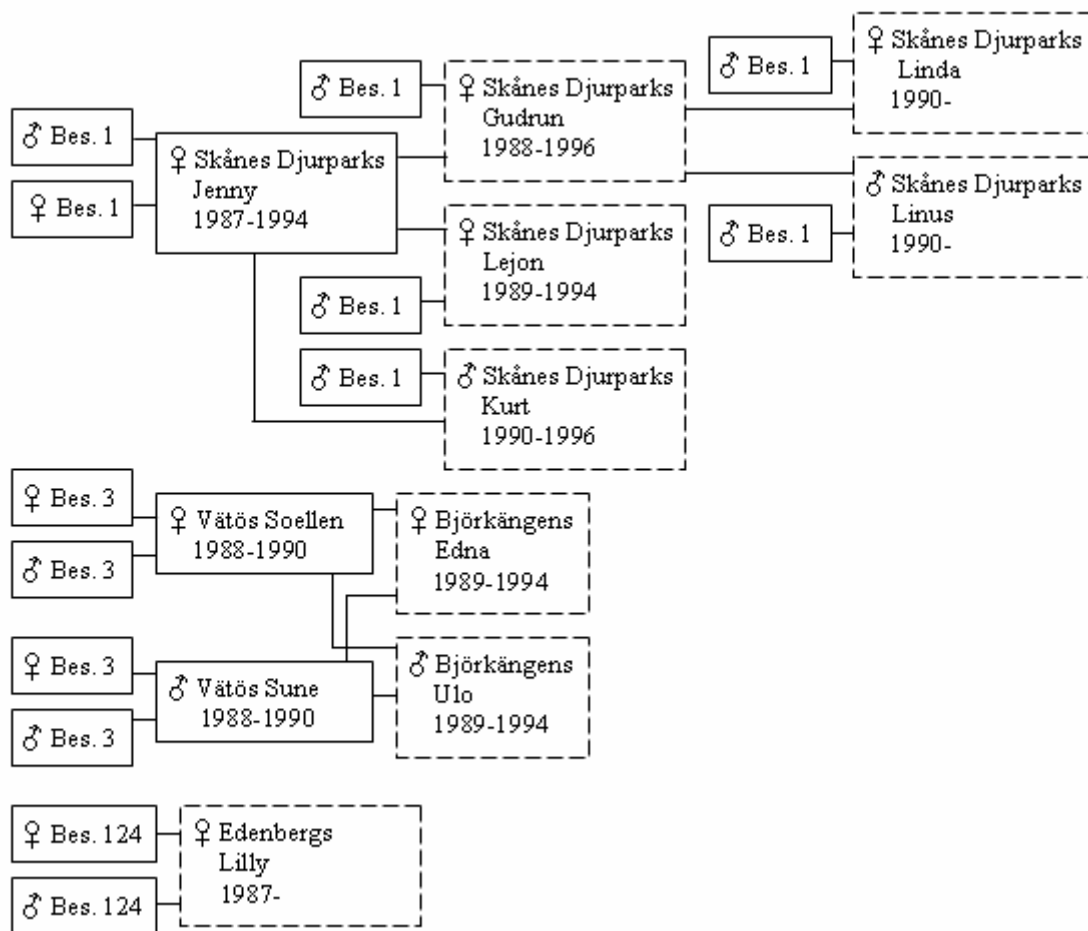 ♀ Skånes Djurparks
Linda
1990-
♂ Bes. 1
♂ Bes. 1
♀ Skånes Djurparks
Gudrun
1988-1996
♂ Bes. 1
♀ Bes. 1
♀ Skånes Djurparks
Jenny
1987-1994
♂ Skånes Djurparks
Linus
1990-
♂ Bes. 1
♀ Skånes Djurparks
Lejon
1989-1994
♂ Bes. 1
♂ Bes. 1
♂ Skånes Djurparks
Kurt
1990-1996
♀ Bes. 3
♂ Bes. 3
♀ Vätös Soellen
1988-1990
♀ Björkängens
Edna
1989-1994
♀ Bes. 3
♂ Bes. 3
♂ Vätös Sune
1988-1990
♂ Björkängens
Ulo
1989-1994
♀ Bes. 124
♂ Bes. 124
♀ Edenbergs
Lilly
1987-